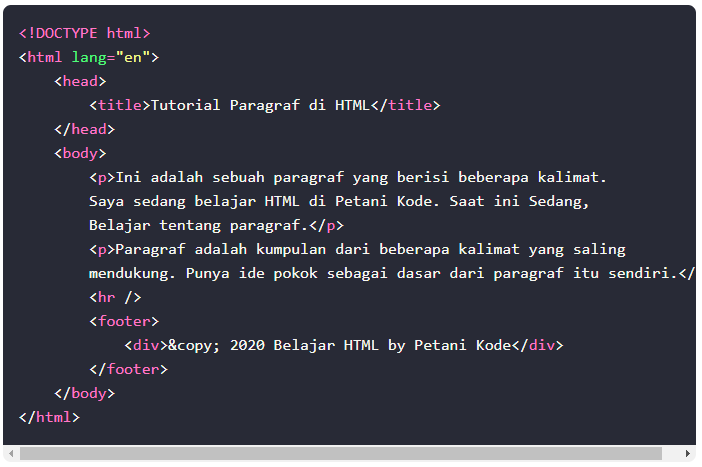 <!DOCTYPE html>
<html lang="en">
<head>
<title>Tutorial Paragraf di HTML</title>
</head>
<body>
<p>Ini adalah sebuah paragraf yang berisi beberapa kalimat.
Saya sedang belajar HTML di Petani Kode. Saat ini Sedang,
Belajar tentang paragraf.</p>
<p>Paragraf adalah kumpulan dari beberapa kalimat yang saling
mendukung. Punya ide pokok sebagai dasar dari paragraf itu sendiri.</
<hr />
<footer>
<div>&copy; 2020 Belajar HTML by Petani Kode</div>
</footer>
</body>
</html>